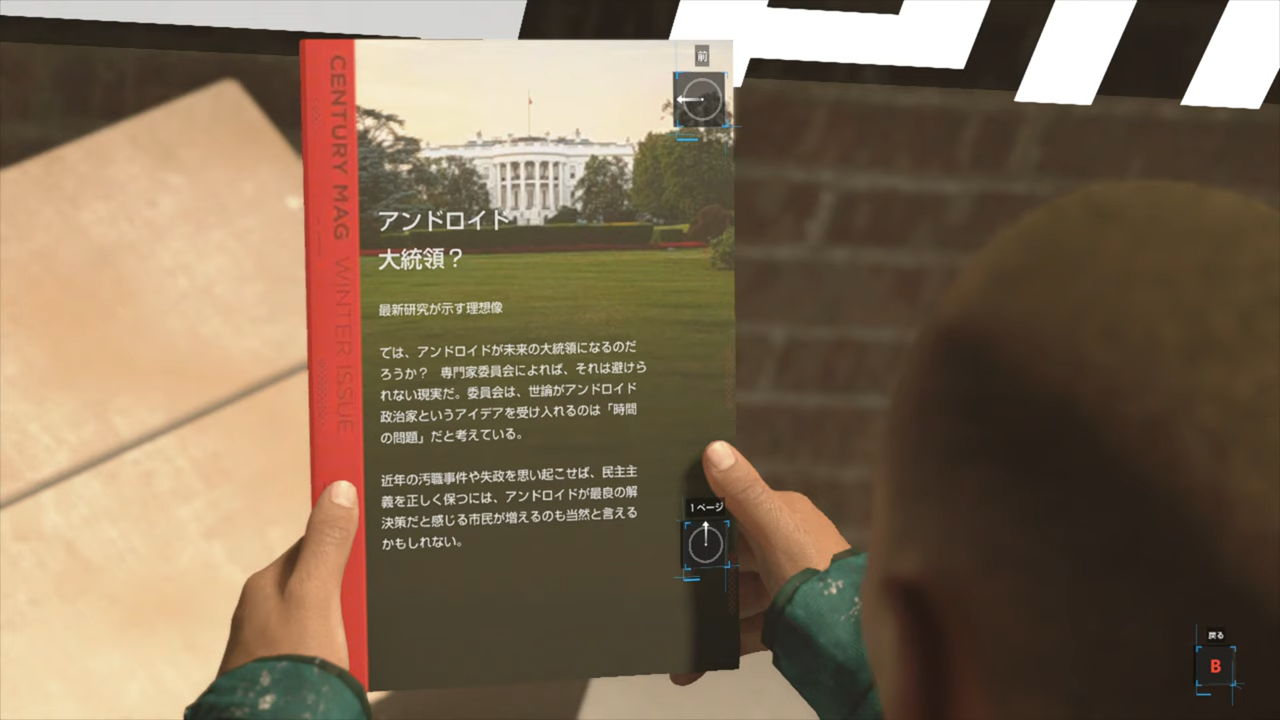 CENTURY MAG WINTER ISSUE
前
アンドロイド
大統領？
最新研究が示す理想像
では、アンドロイドが未来の大統領になるのだ
ろうか？　専門家委員会によれば、それは避けら
れない現実だ。委員会は、世論がアンドロイド
政治家というアイデアを受け入れるのは「時間
の問題」だと考えている。
近年の汚職事件や失政を思い起こせば、民主主
義を正しく保つには、アンドロイドが最良の解
決策だと感じる市民が増えるのも当然と言える
かもしれない。
1ページ
戻る
B